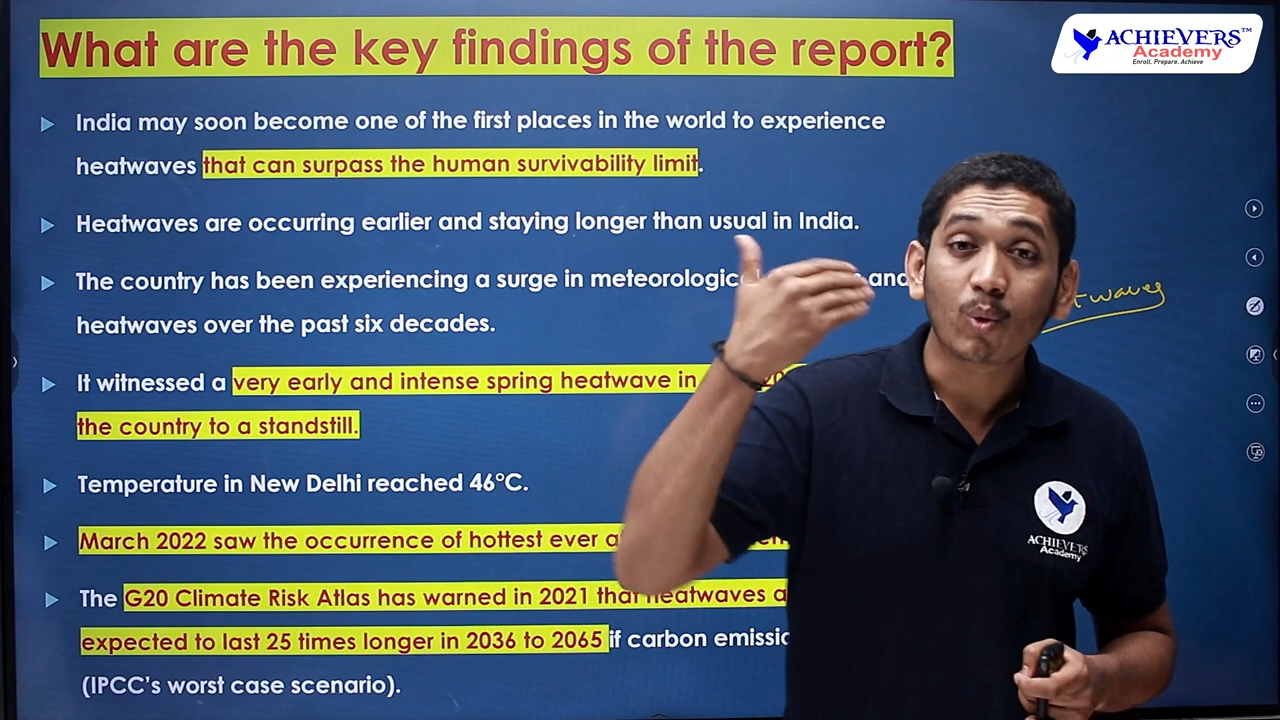 What are the key findings of the report?
ACHIEVERS™
Academy
Enroll. Prepare. Achieve
India may soon become one of the first places in the world to experience
heatwaves that can surpass the human survivability limit.
Heatwaves are occurring earlier and staying longer than usual in India.
The country has been experiencing a surge in and
heatwaves over the past six decades.
It witnessed a very early and intense spring heatwave in
the country to a standstill.
Temperature in New Delhi reached 46°C.
March 2022 saw the occurrence of hottest ever
The G20 Climate Risk Atlas has warned in 2021 that heatwaves
expected to last 25 times longer in 2036 to 2065 if carbon
(IPCC’s worst case scenario).
ACHIEVERS
Academy